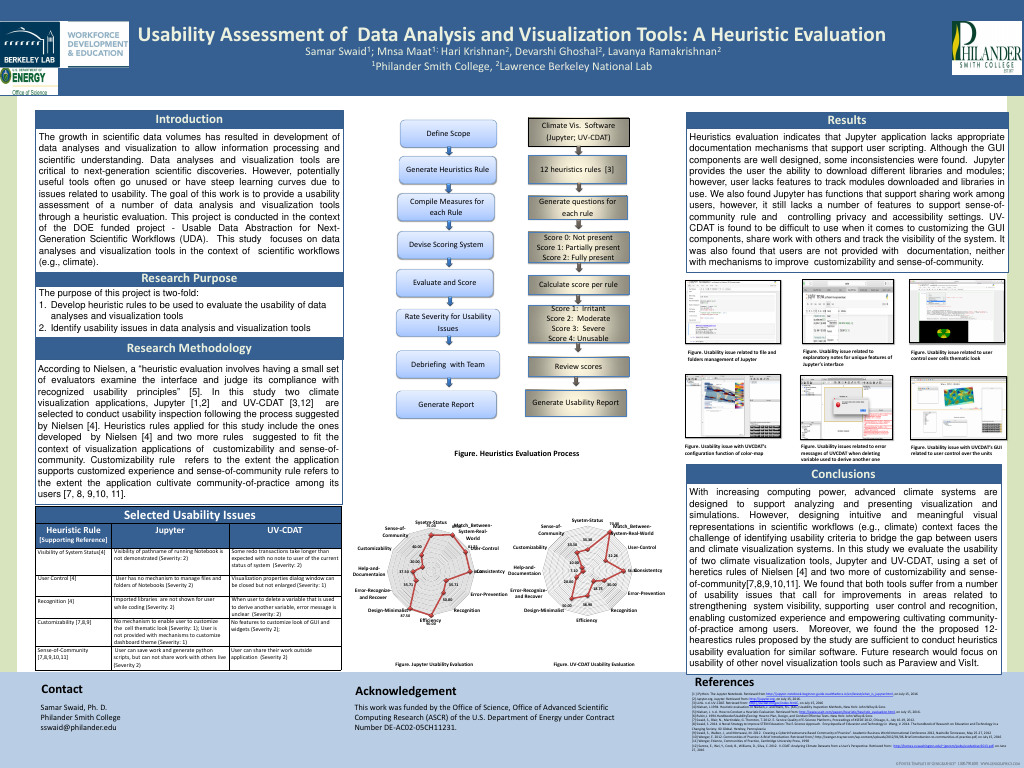 Usability Assessment of Data Analysis and Visualization Tools: A Heuristic Evaluation
Samar Swaid¹; Mnsa Maat¹; Hari Krishnan², Devarshi Ghoshal², Lavanya Ramakrishnan²
¹Philander Smith College, ²Lawrence Berkeley National Lab
BERKELEY LAB
WORKFORCE
DEVELOPMENT
& EDUCATION
ENERGY
Office of Science
PHILANDER
SMITH COLLEGE
Introduction
The growth in scientific data volumes has resulted in development of
data analyses and visualization to allow information processing and
scientific understanding. Data analyses and visualization tools are
critical to next-generation scientific discoveries. However, potentially
useful tools often go unused or have steep learning curves due to
issues related to usability. The goal of this work is to provide a usability
assessment of a number of data analysis and visualization tools
through a heuristic evaluation. This project is conducted in the context
of the DOE funded project - Usable Data Abstraction for Next-
Generation Scientific Workflows (UDA). This study focuses on data
analyses and visualization tools in the context of scientific workflows
(e.g., climate).
Research Purpose
The purpose of this project is two-fold:
1. Develop heuristic rules to be used to evaluate the usability of data
analyses and visualization tools
2. Identify usability issues in data analysis and visualization tools
Research Methodology
According to Nielsen, a “heuristic evaluation involves having a small set
of evaluators examine the interface and judge its compliance with
recognized usability principles” [5]. In this study two climate
visualization applications, Jupyter [1,2] and UV-CDAT [3,12] are
selected to conduct usability inspection following the process suggested
by Nielsen [4]. Heuristics rules applied for this study include the ones
developed by Nielsen [4] and two more rules suggested to fit the
context of visualization applications of customizability and sense-of-
community. Customizability rule refers to the extent the application
supports customized experience and sense-of-community rule refers to
the extent the application cultivate community-of-practice among its
users [7, 8, 9,10, 11].
Selected Usability Issues
Heuristic Rule
[Supporting Reference]
Jupyter
UV-CDAT
Visibility of System Status[4]
Visibility of pathname of running Notebook is
not demonstrated (Severity: 2)
Some redo transactions take longer than
expected with no note to user of the current
status of system (Severity: 2)
User Control [4]
User has no mechanism to manage files and
folders of Notebooks (Severity: 2)
Visualization properties dialog window can
be closed but not enlarged (Severity: 1)
Recognition [4]
Imported libraries are not shown for user
while coding (Severity: 2)
When user to delete a variable that is used to
derive another variable, error message is
unclear (Severity: 2)
Customizability [7,8,9]
No mechanism to enable user to customize
the cell thematic look (Severity: 1); User is
not provided with mechanisms to customize
dashboard theme (Severity: 1)
No features to customize look of GUI and
widgets (Severity: 2);
Sense-of-Community
[7,8,9,10,11]
User can save work and generate python
scripts, but can not share work with others live
(Severity 2)
User can share their work outside
application (Severity: 2)
Define Scope
Generate Heuristics Rule
Compile Measures for
each Rule
Devise Scoring System
Evaluate and Score
Rate Severity for Usability
Issues
Debriefing with Team
Generate Report
Climate Vis. Software
(Jupyter; UV-CDAT)
12 heuristics rules [3]
Generate questions for
each rule
Score 0: Not present
Score 1: Partially present
Score 2: Fully present
Calculate score per rule
Score 1: Irritant
Score 2: Moderate
Score 3: Severe
Score 4: Unusable
Review scores
Generate Usability Report
Figure. Heuristics Evaluation Process
System-Status
Match_Between-
System-Real-
World
User-Control
Consistency
Error-Prevention
Recognition
Efficiency
Design-Minimalist
Error-Recognize
and Recover
Help-and-
Documentation
Customizability
Sense-of-
Community
Figure. Jupyter Usability Evaluation
System-Status
Match_Between-
System-Real-World
User-Control
Consistency
Error-Prevention
Recognition
Efficiency
Design-Minimalist
Error-Recognize
and Recover
Help-and-
Documentation
Customizability
Sense-of-
Community
Figure. UV-CDAT Usability Evaluation
Results
Heuristics evaluation indicates that Jupyter application lacks appropriate
documentation mechanisms that support user scripting. Although the GUI
components are well designed, some inconsistencies were found. Jupyter
provides the user the ability to download different libraries and modules;
however, user lacks features to track modules downloaded and libraries in
use. We also found Jupyter has functions that support sharing work among
users, however, it still lacks a number of features to support sense-of-
community rule and controlling privacy and accessibility settings. UV-
CDAT is found to be difficult to use when it comes to customizing the GUI
components, share work with others and track the visibility of the system. It
was also found that users are not provided with documentation, neither
with mechanisms to improve customizability and sense-of-community.
Figure. Usability issue related to file and
folders management of Jupyter
Figure. Usability issue related to
explanatory notes for unique features of
Jupyter's interface
Figure. Usability issue related to user
control over cells thematic look
Figure. Usability issue with UVCDAT's
configuration function of color-map
Figure. Usability issues related to error
messages of UVCDAT when deleting
variable used to derive another one
Figure. Usability issue with UVCDAT's GUI
related to user control over the units
Conclusions
With increasing computing power, advanced climate systems are
designed to support analyzing and presenting visualization and
simulations. However, designing intuitive and meaningful visual
representations in scientific workflows (e.g., climate) context faces the
challenge of identifying usability criteria to bridge the gap between users
and climate visualization systems. In this study we evaluate the usability
of two climate visualization tools, Jupyter and UV-CDAT, using a set of
heretics rules of Nielsen [4] and two more of customizability and sense-
of-community[7,8,9,10,11]. We found that both tools suffer from a number
of usability issues that call for improvements in areas related to
strengthening system visibility, supporting user control and recognition,
enabling customized experience and empowering cultivating community-
of-practice among users. Moreover, we found the the proposed 12-
hearestics rules proposed by the study are sufficient to conduct heuristics
usability evaluation for similar software. Future research would focus on
usability of other novel visualization tools such as Paraview and VisIt.
Contact
Samar Swaid, Ph. D.
Philander Smith College
sswaid@philander.edu
Acknowledgement
This work was funded by the Office of Science, Office of Advanced Scientific
Computing Research (ASCR) of the U.S. Department of Energy under Contract
Number DE-AC02-05CH11231.
References